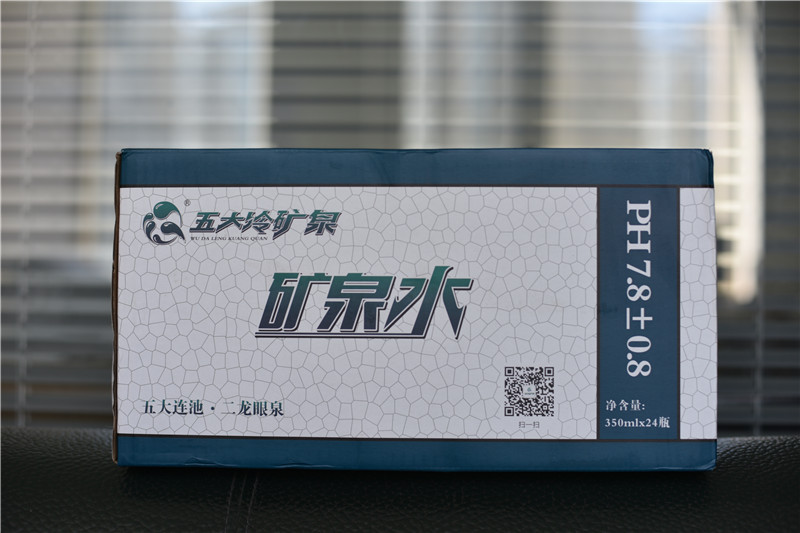 五大冷矿泉®
WU DA LENG KUANG QUAN
矿泉水
五大连池·二龙眼泉
扫一扫
PH 7.8±0.8
净含量:
350mlx24瓶